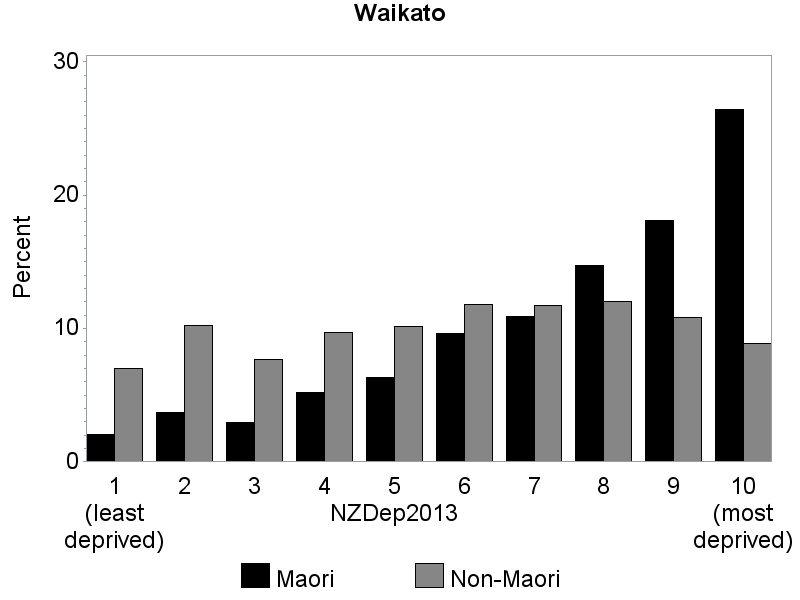 Waikato
Percent
30
20
10
0
1 2 3 4 5 6 7 8 9 10
(least NZDep2013 (most
deprived) deprived)
Maori Non-Maori